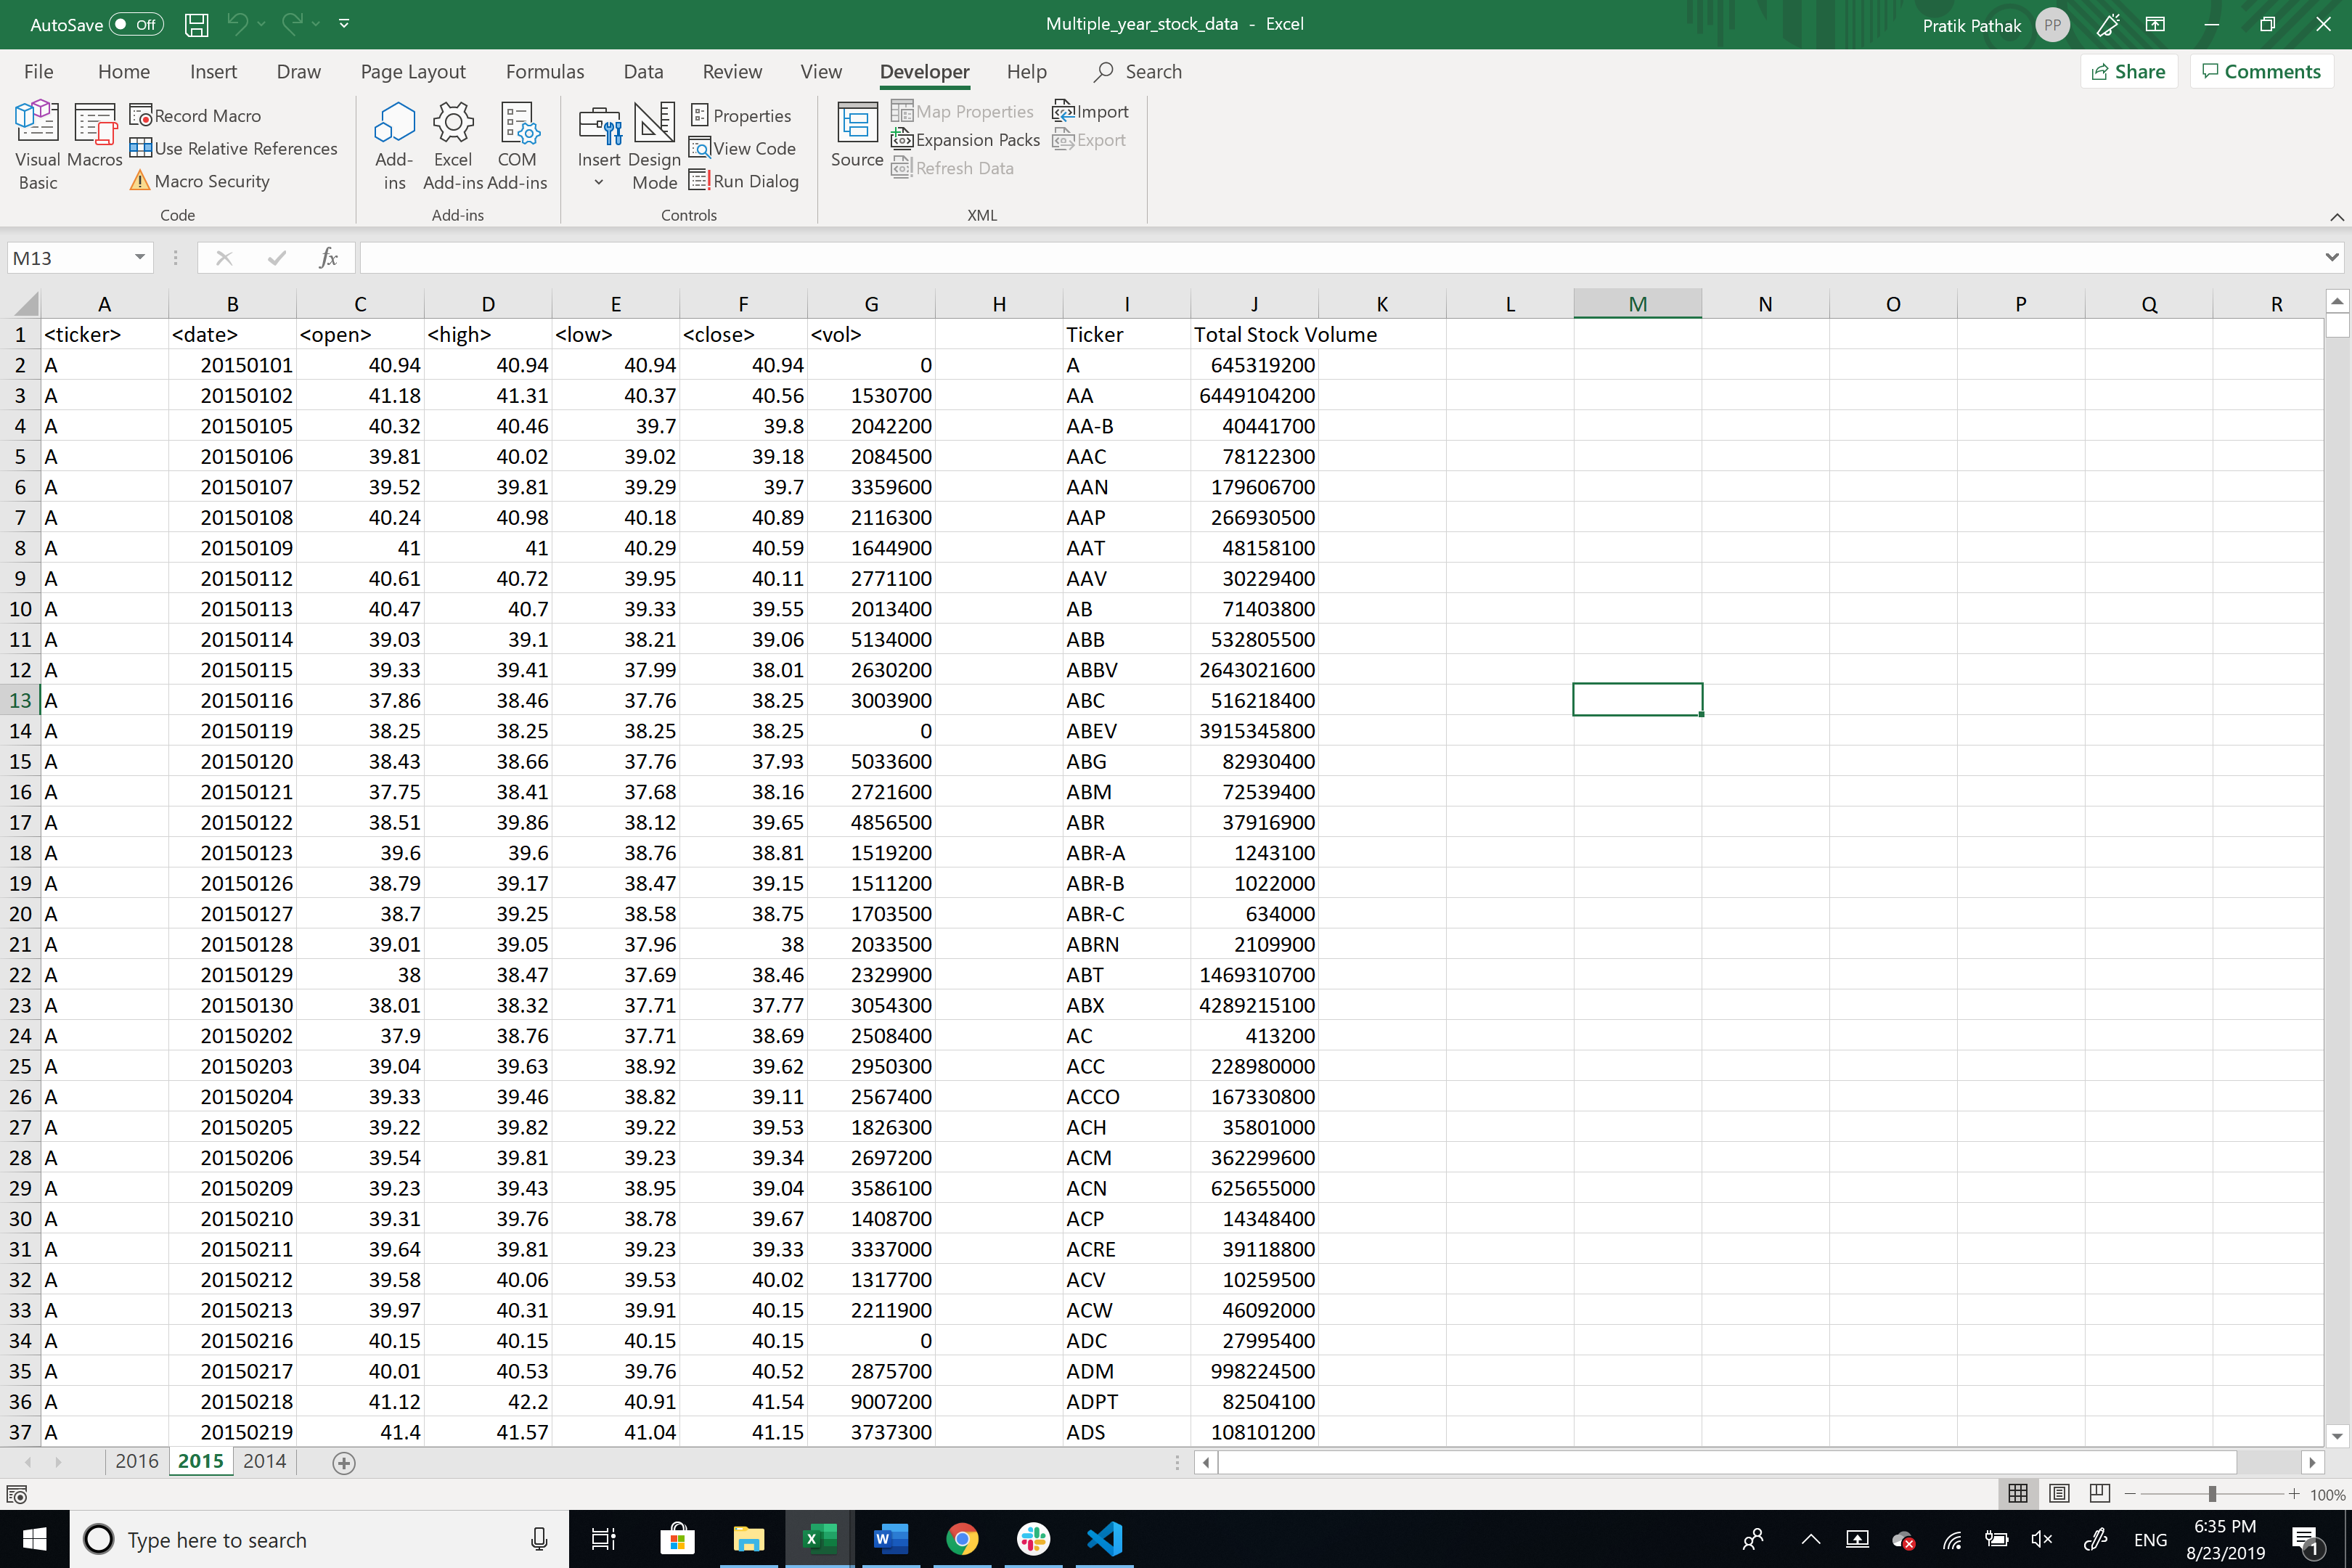 AutoSave Off Multiple_year_stock_data - Excel Pratik Pathak PP
File Home Insert Draw Page Layout Formulas Data Review View Developer Help Search Share Comments
Visual Basic Macros Record Macro Use Relative References Macro Security Code
Add-ins Excel Add-ins COM Add-ins Add-ins
Insert Design Mode Properties View Code Run Dialog Controls
Source Map Properties Expansion Packs Refresh Data Import Export XML
M13 fx
A B C D E F G H I J K L M N O P Q R
1 <ticker> <date> <open> <high> <low> <close> <vol> Ticker Total Stock Volume
2 A 20150101 40.94 40.94 40.94 40.94 0 A 645319200
3 A 20150102 41.18 41.31 40.37 40.56 1530700 AA 6449104200
4 A 20150105 40.32 40.46 39.7 39.8 2042200 AA-B 40441700
5 A 20150106 39.81 40.02 39.02 39.18 2084500 AAC 78122300
6 A 20150107 39.52 39.81 39.29 39.7 3359600 AAN 179606700
7 A 20150108 40.24 40.98 40.18 40.89 2116300 AAP 266930500
8 A 20150109 41 41 40.29 40.59 1644900 AAT 48158100
9 A 20150112 40.61 40.72 39.95 40.11 2771100 AAV 30229400
10 A 20150113 40.47 40.7 39.33 39.55 2013400 AB 71403800
11 A 20150114 39.03 39.1 38.21 39.06 5134000 ABB 532805500
12 A 20150115 39.33 39.41 37.99 38.01 2630200 ABBV 2643021600
13 A 20150116 37.86 38.46 37.76 38.25 3003900 ABC 516218400
14 A 20150119 38.25 38.25 38.25 38.25 0 ABEV 3915345800
15 A 20150120 38.43 38.66 37.76 37.93 5033600 ABG 82930400
16 A 20150121 37.75 38.41 37.68 38.16 2721600 ABM 72539400
17 A 20150122 38.51 39.86 38.12 39.65 4856500 ABR 37916900
18 A 20150123 39.6 39.6 38.76 38.81 1519200 ABR-A 1243100
19 A 20150126 38.79 39.17 38.47 39.15 1511200 ABR-B 1022000
20 A 20150127 38.7 39.25 38.58 38.75 1703500 ABR-C 634000
21 A 20150128 39.01 39.05 37.96 38 2033500 ABRN 2109900
22 A 20150129 38 38.47 37.69 38.46 2329900 ABT 1469310700
23 A 20150130 38.01 38.32 37.71 37.77 3054300 ABX 4289215100
24 A 20150202 37.9 38.76 37.71 38.69 2508400 AC 413200
25 A 20150203 39.04 39.63 38.92 39.62 2950300 ACC 228980000
26 A 20150204 39.33 39.46 38.82 39.11 2567400 ACCO 167330800
27 A 20150205 39.22 39.82 39.22 39.53 1826300 ACH 35801000
28 A 20150206 39.54 39.81 39.23 39.34 2697200 ACM 362299600
29 A 20150209 39.23 39.43 38.95 39.04 3586100 ACN 625655000
30 A 20150210 39.31 39.76 38.78 39.67 1408700 ACP 14348400
31 A 20150211 39.64 39.81 39.23 39.33 3337000 ACRE 39118800
32 A 20150212 39.58 40.06 39.53 40.02 1317700 ACV 10259500
33 A 20150213 39.97 40.31 39.91 40.15 2211900 ACW 46092000
34 A 20150216 40.15 40.15 40.15 40.15 0 ADC 27995400
35 A 20150217 40.01 40.53 39.76 40.52 2875700 ADM 998224500
36 A 20150218 41.12 42.2 40.91 41.54 9007200 ADPT 82504100
37 A 20150219 41.4 41.57 41.04 41.15 3737300 ADS 108101200
2016 2015 2014
100%
Type here to search ENG 6:35 PM 8/23/2019 1